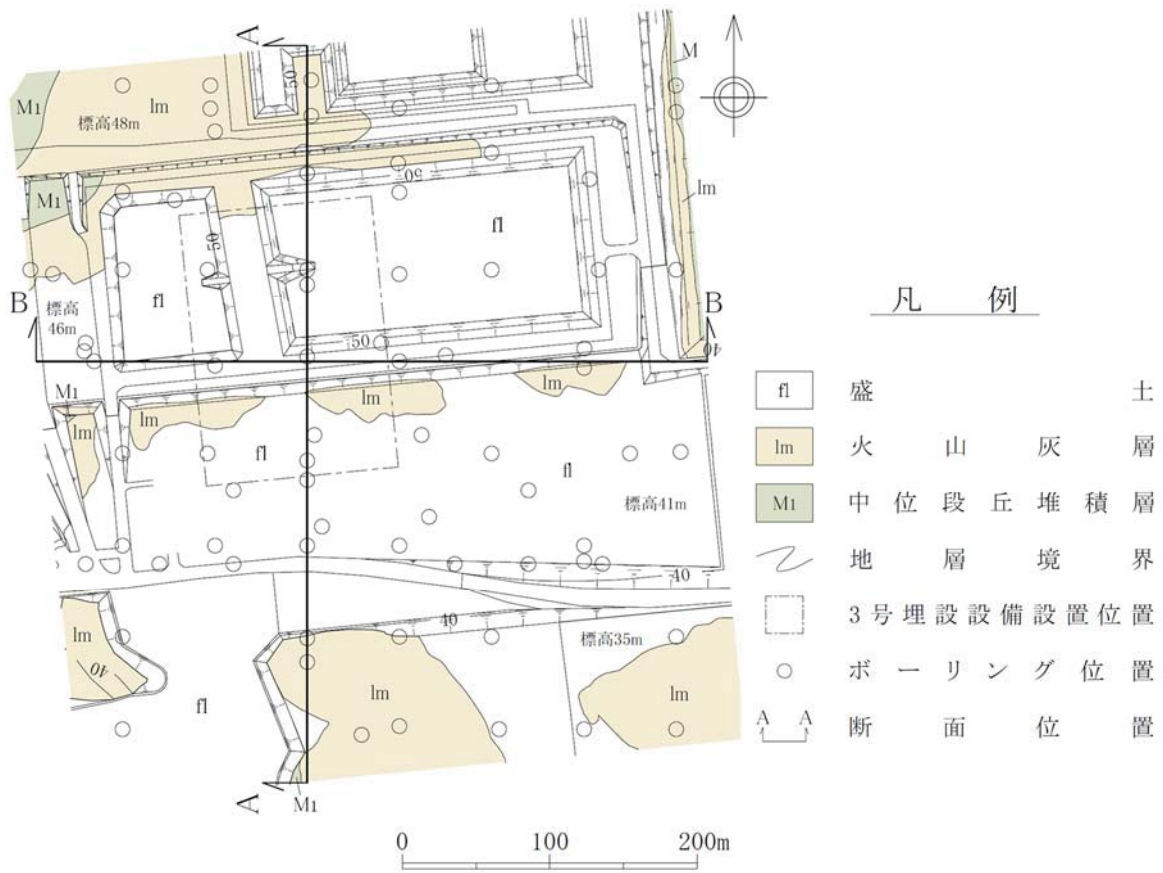 A
50
M
M1
lm
標高48m
M1
50
lm
fl
50
fl
B
標高
46m
B
50
40
M1
lm
lm
lm
lm
fl
fl
標高41m
40
40
標高35m
lm
40
fl
lm
lm
A
M1
凡例
fl 盛土
lm 火山灰層
M1 中位段丘堆積層
地層境界
3号埋設設備設置位置
ボーリング位置
A A 断面位置
0 100 200m